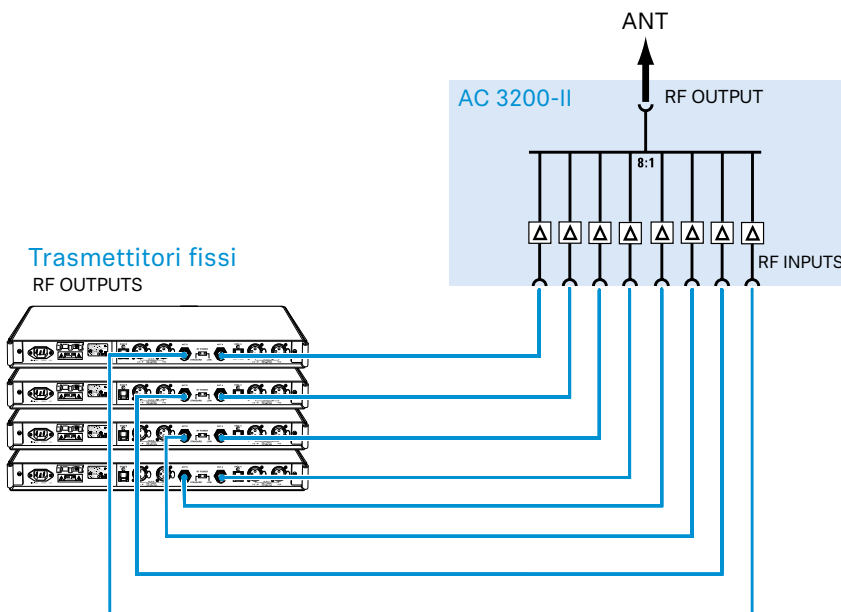 ANT
AC 3200-II
RF OUTPUT
8:1
RF INPUTS
Trasmettitori fissi
RF OUTPUTS